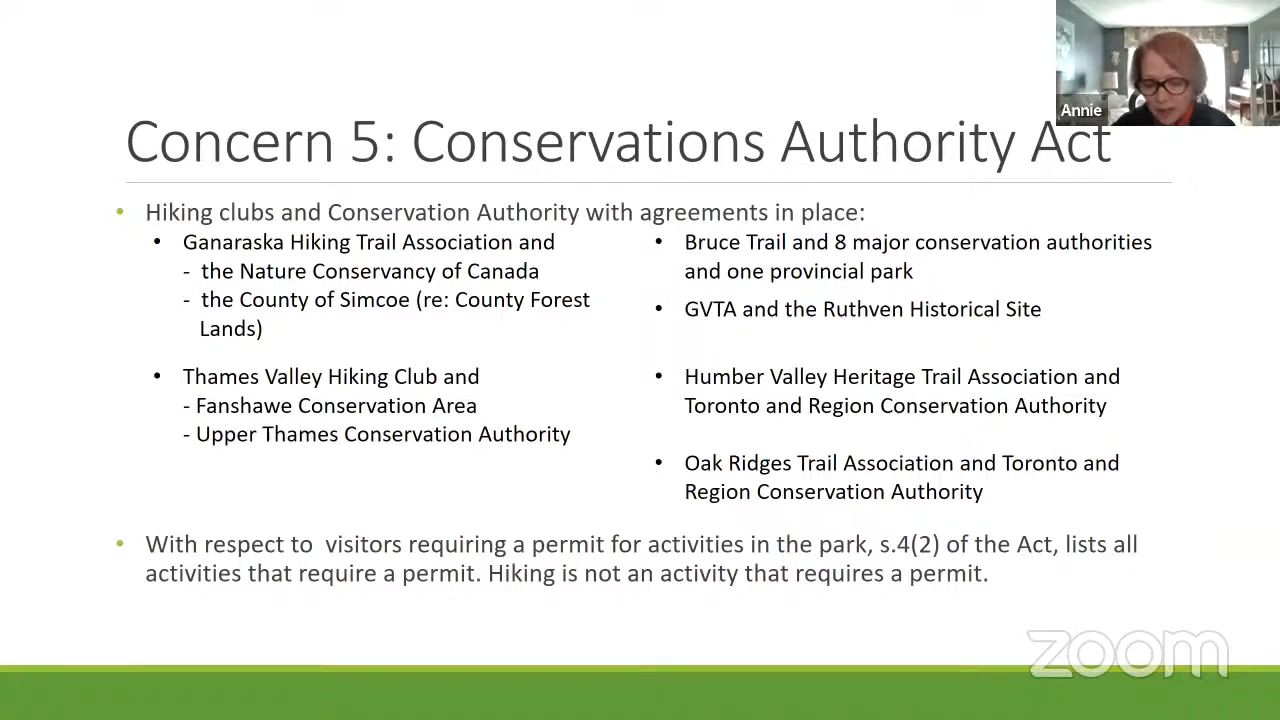 Annie
Concern 5: Conservations Authority Act
• Hiking clubs and Conservation Authority with agreements in place:
• Ganaraska Hiking Trail Association and
- the Nature Conservancy of Canada
- the County of Simcoe (re: County Forest
Lands)
• Thames Valley Hiking Club and
- Fanshawe Conservation Area
- Upper Thames Conservation Authority
• Bruce Trail and 8 major conservation authorities
and one provincial park
• GVTA and the Ruthven Historical Site
• Humber Valley Heritage Trail Association and
Toronto and Region Conservation Authority
• Oak Ridges Trail Association and Toronto and
Region Conservation Authority
• With respect to visitors requiring a permit for activities in the park, s.4(2) of the Act, lists all
activities that require a permit. Hiking is not an activity that requires a permit.
zoom